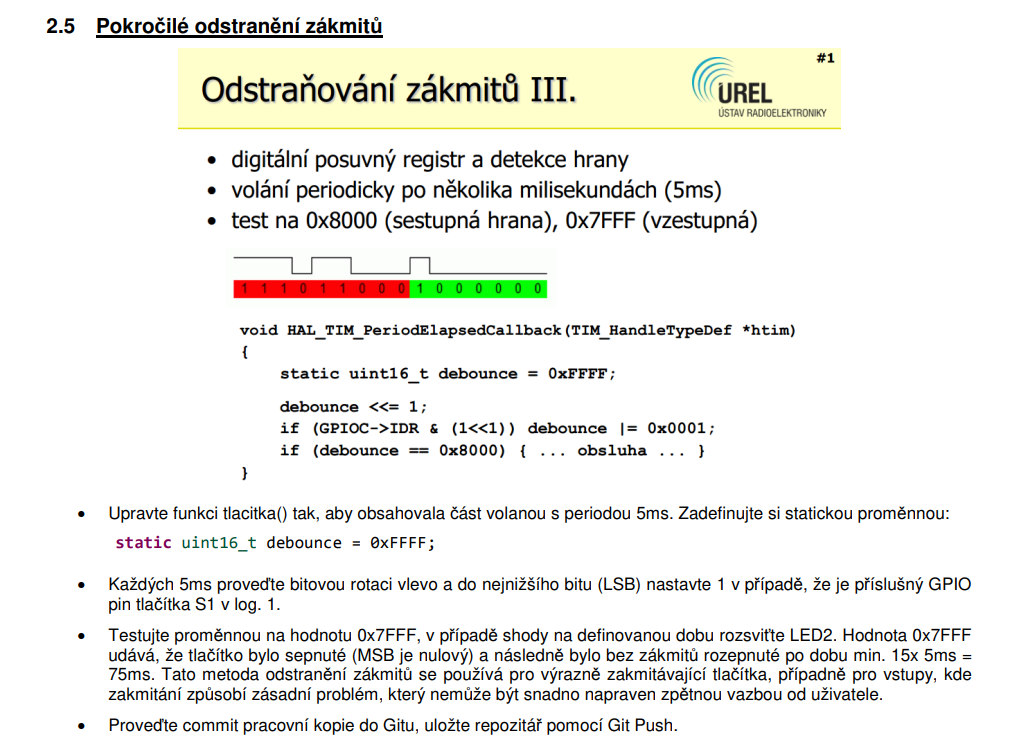 2.5 Pokročilé odstranění zákmitů
#1
Odstraňování zákmitů III.
UREL
ÚSTAV RADIOELEKTRONIKY
• digitální posuvný registr a detekce hrany
• volání periodicky po několika milisekundách (5ms)
• test na 0x8000 (sestupná hrana), 0x7FFF (vzestupná)
1 1 1 0 1 1 0 0 0 1 0 0 0 0 0 0
void HAL_TIM_PeriodElapsedCallback(TIM_HandleTypeDef *htim)
{
static uint16_t debounce = 0xFFFF;
debounce <<= 1;
if (GPIOC->IDR & (1<<1)) debounce |= 0x0001;
if (debounce == 0x8000) { ... obsluha ... }
}
• Upravte funkci tlacitka() tak, aby obsahovala část volanou s periodou 5ms. Zadefinujte si statickou proměnnou:
static uint16_t debounce = 0xFFFF;
• Každých 5ms proveďte bitovou rotaci vlevo a do nejnižšího bitu (LSB) nastavte 1 v případě, že je příslušný GPIO
pin tlačítka S1 v log. 1.
• Testujte proměnnou na hodnotu 0x7FFF, v případě shody na definovanou dobu rozsviťte LED2. Hodnota 0x7FFF
udává, že tlačítko bylo sepnuté (MSB je nulový) a následně bylo bez zákmitů rozepnuté po dobu min. 15x 5ms =
75ms. Tato metoda odstranění zákmitů se používá pro výrazně zakmitávající tlačítka, případně pro vstupy, kde
zakmitání způsobí zásadní problém, který nemůže být snadno napraven zpětnou vazbou od uživatele.
• Proveďte commit pracovní kopie do Gitu, uložte repozitář pomocí Git Push.